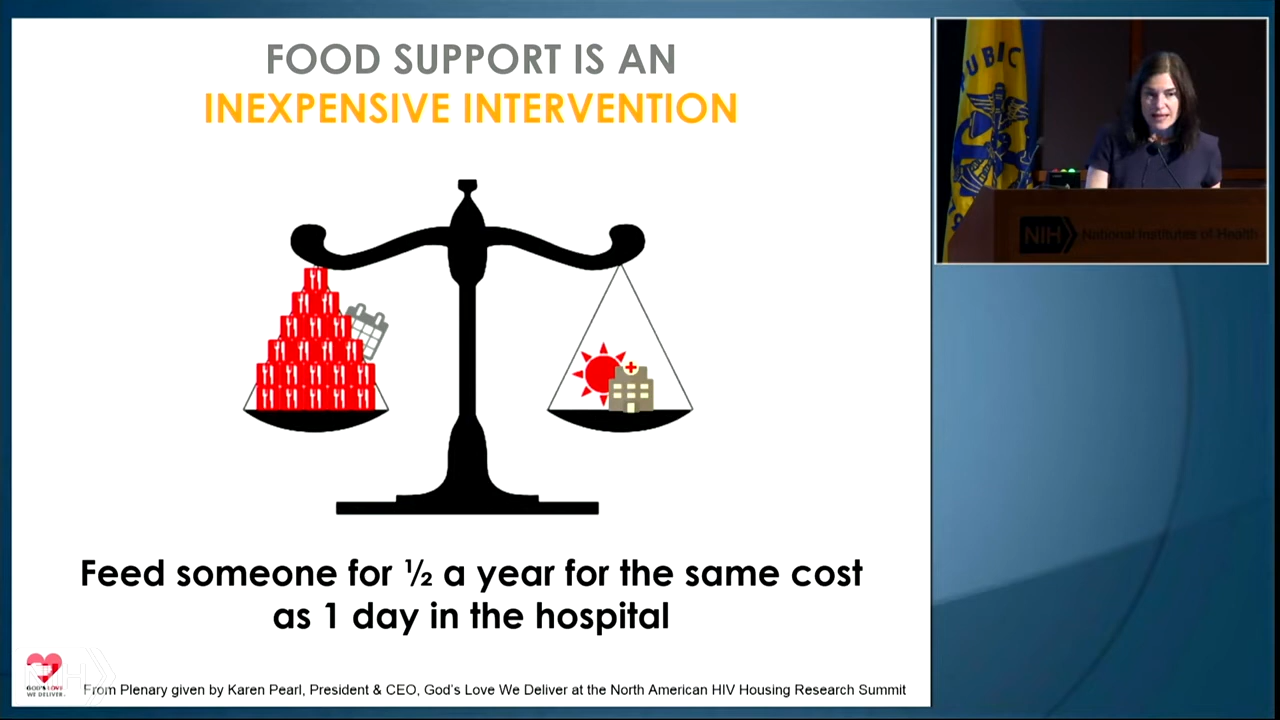 FOOD SUPPORT IS AN
INEXPENSIVE INTERVENTION
Feed someone for ½ a year for the same cost
as 1 day in the hospital
GOD'S LOVE
WE DELIVER
NIH
From Plenary given by Karen Pearl, President & CEO, God's Love We Deliver at the North American HIV Housing Research Summit
PUBLIC
NIH National Institutes of Health